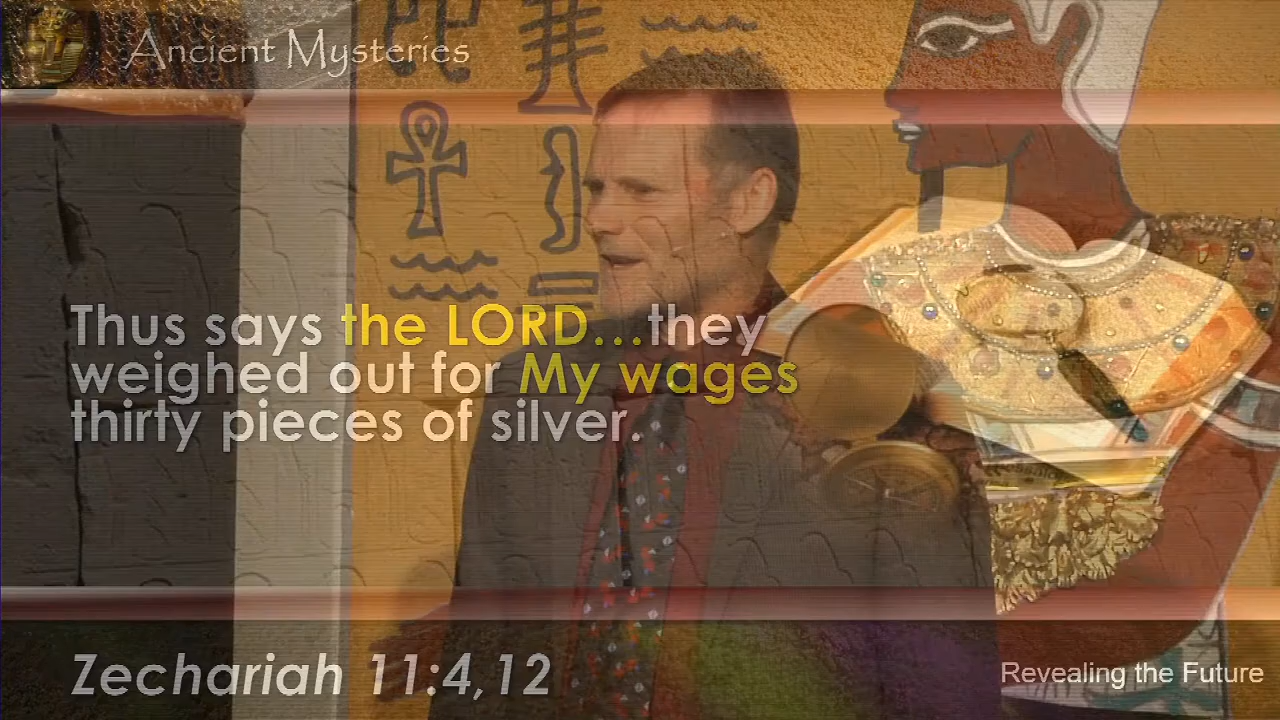 Ancient Mysteries
Thus says the LORD...they
weighed out for My wages
thirty pieces of silver.
Zechariah 11:4,12
Revealing the Future